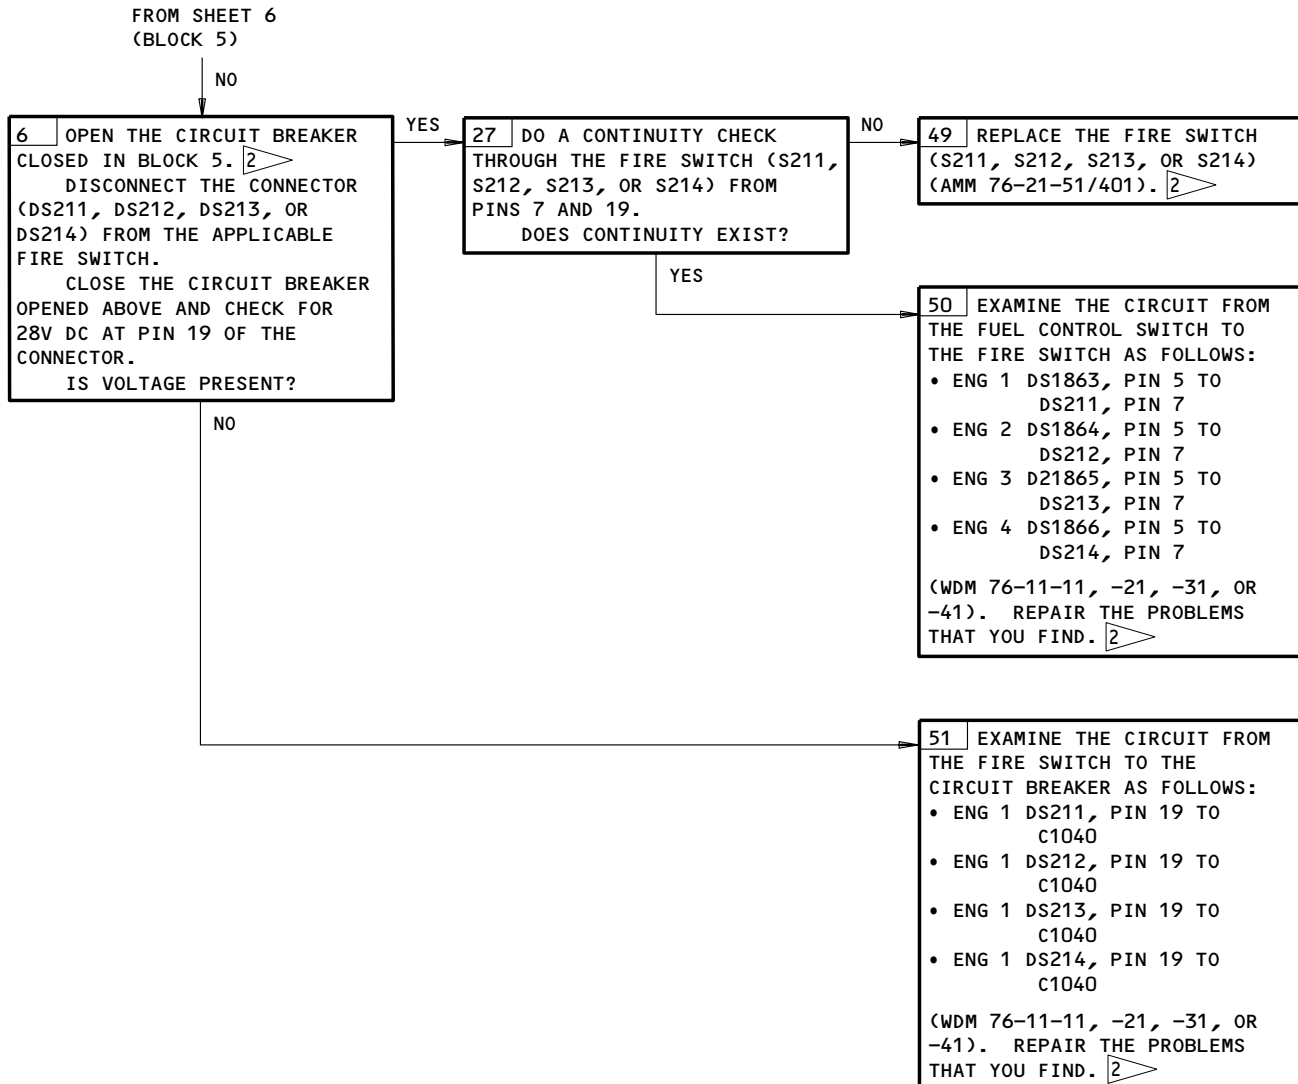 FROM SHEET 6
(BLOCK 5)
NO
6 OPEN THE CIRCUIT BREAKER
CLOSED IN BLOCK 5. 2
DISCONNECT THE CONNECTOR
(DS211, DS212, DS213, OR
DS214) FROM THE APPLICABLE
FIRE SWITCH.
CLOSE THE CIRCUIT BREAKER
OPENED ABOVE AND CHECK FOR
28V DC AT PIN 19 OF THE
CONNECTOR.
IS VOLTAGE PRESENT?
YES
27 DO A CONTINUITY CHECK
THROUGH THE FIRE SWITCH (S211,
S212, S213, OR S214) FROM
PINS 7 AND 19.
DOES CONTINUITY EXIST?
NO
49 REPLACE THE FIRE SWITCH
(S211, S212, S213, OR S214)
(AMM 76-21-51/401). 2
YES
50 EXAMINE THE CIRCUIT FROM
THE FUEL CONTROL SWITCH TO
THE FIRE SWITCH AS FOLLOWS:
• ENG 1 DS1863, PIN 5 TO
DS211, PIN 7
• ENG 2 DS1864, PIN 5 TO
DS212, PIN 7
• ENG 3 D21865, PIN 5 TO
DS213, PIN 7
• ENG 4 DS1866, PIN 5 TO
DS214, PIN 7
(WDM 76-11-11, -21, -31, OR
-41). REPAIR THE PROBLEMS
THAT YOU FIND. 2
NO
51 EXAMINE THE CIRCUIT FROM
THE FIRE SWITCH TO THE
CIRCUIT BREAKER AS FOLLOWS:
• ENG 1 DS211, PIN 19 TO
C1040
• ENG 1 DS212, PIN 19 TO
C1040
• ENG 1 DS213, PIN 19 TO
C1040
• ENG 1 DS214, PIN 19 TO
C1040
(WDM 76-11-11, -21, -31, OR
-41). REPAIR THE PROBLEMS
THAT YOU FIND. 2